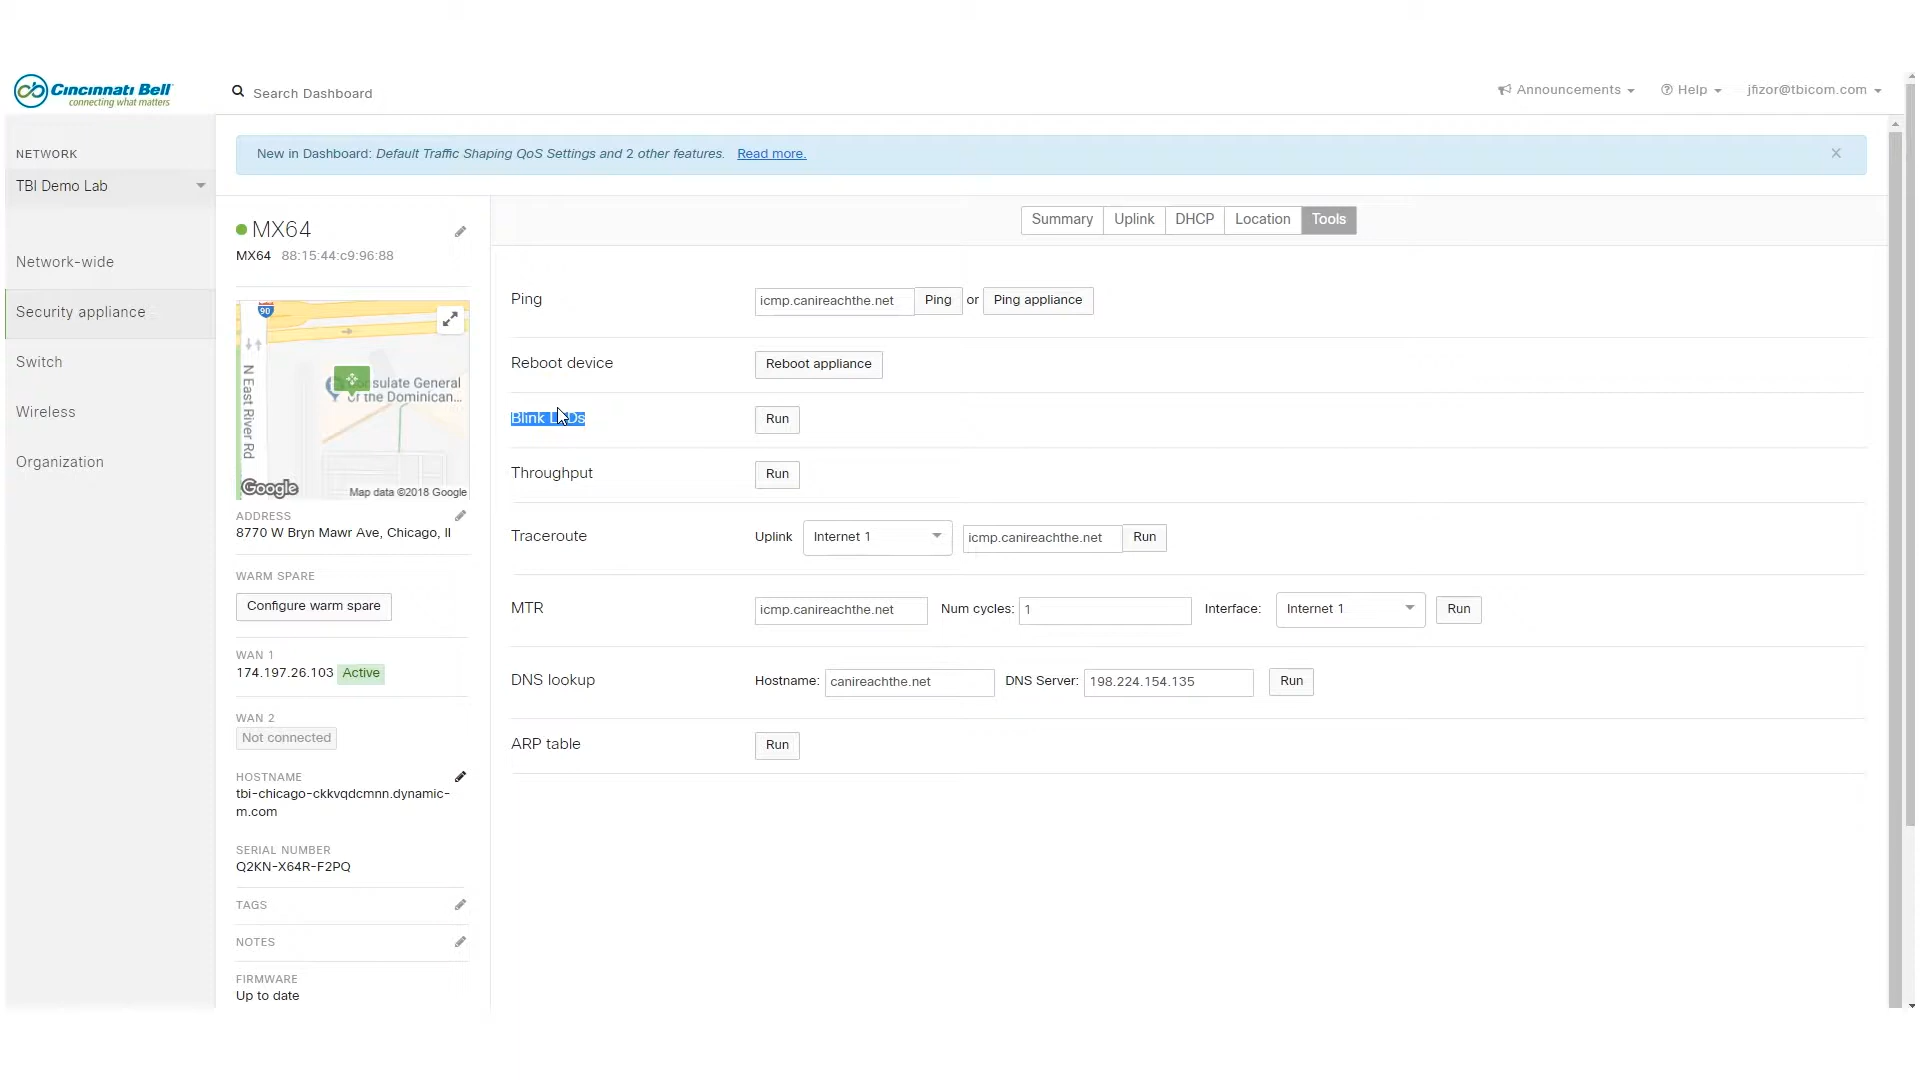 Cincinnati Bell
connecting what matters
Search Dashboard
Announcements
Help
jfizor@tbicom.com
NETWORK
TBI Demo Lab
Network-wide
Security appliance
Switch
Wireless
Organization
New in Dashboard: Default Traffic Shaping QoS Settings and 2 other features. Read more.
MX64
MX64 88:15:44:c9:96:88
90
N East River Rd
sulate General
of the Dominican...
Google
Map data ©2018 Google
ADDRESS
8770 W Bryn Mawr Ave, Chicago, Il
WARM SPARE
Configure warm spare
WAN 1
174.197.26.103 Active
WAN 2
Not connected
HOSTNAME
tbi-chicago-ckkvqdcmnn.dynamic-
m.com
SERIAL NUMBER
Q2KN-X64R-F2PQ
TAGS
NOTES
FIRMWARE
Up to date
Summary Uplink DHCP Location Tools
Ping icmp.canireachthe.net Ping or Ping appliance
Reboot device Reboot appliance
Blink LEDs Run
Throughput Run
Traceroute Uplink Internet 1 icmp.canireachthe.net Run
MTR icmp.canireachthe.net Num cycles: 1 Interface: Internet 1 Run
DNS lookup Hostname: canireachthe.net DNS Server: 198.224.154.135 Run
ARP table Run